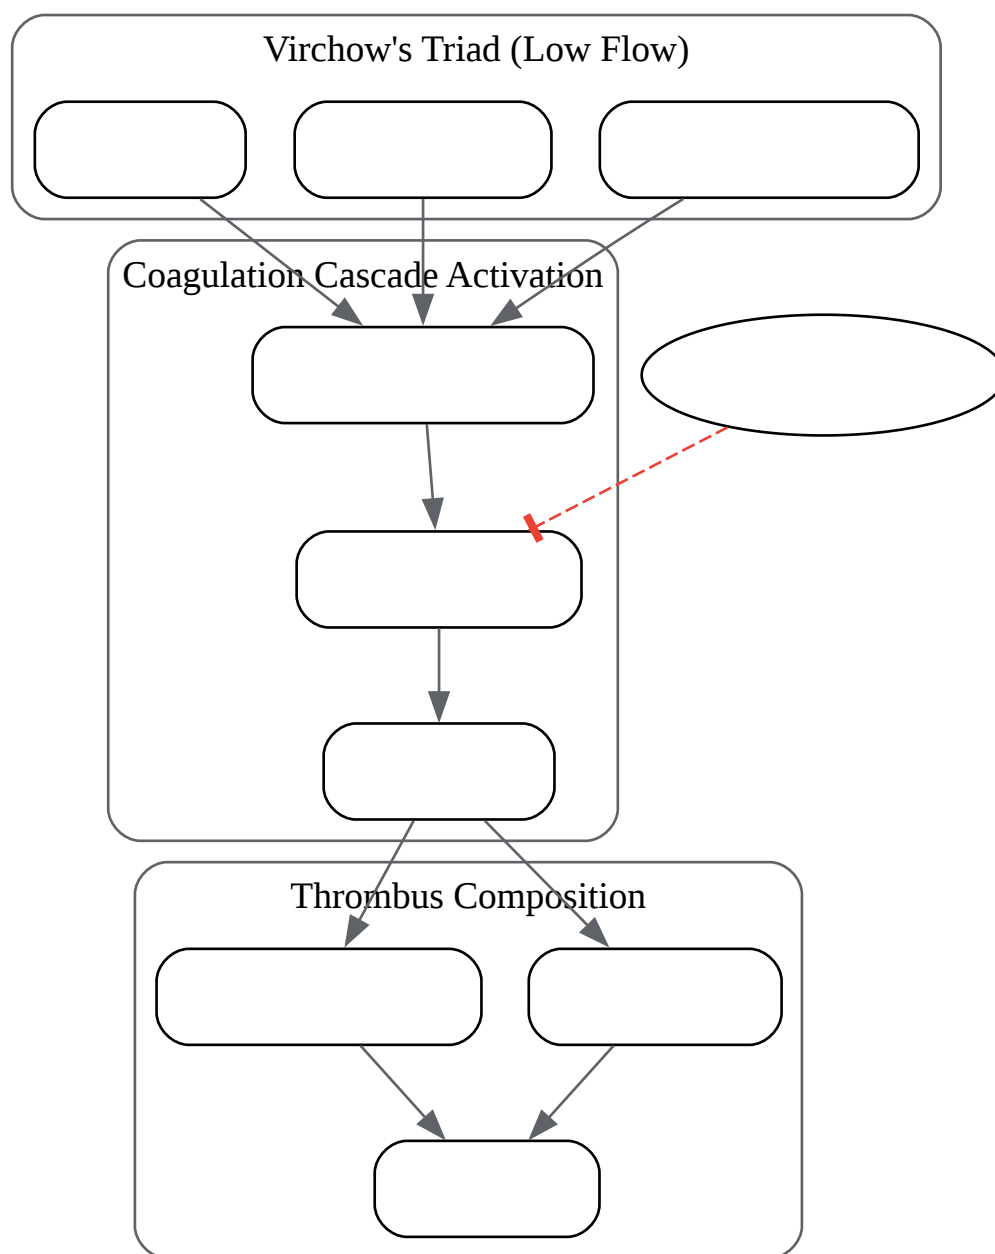 Virchow's Triad (Low Flow)
Coagulation Cascade Activation
Thrombus Composition